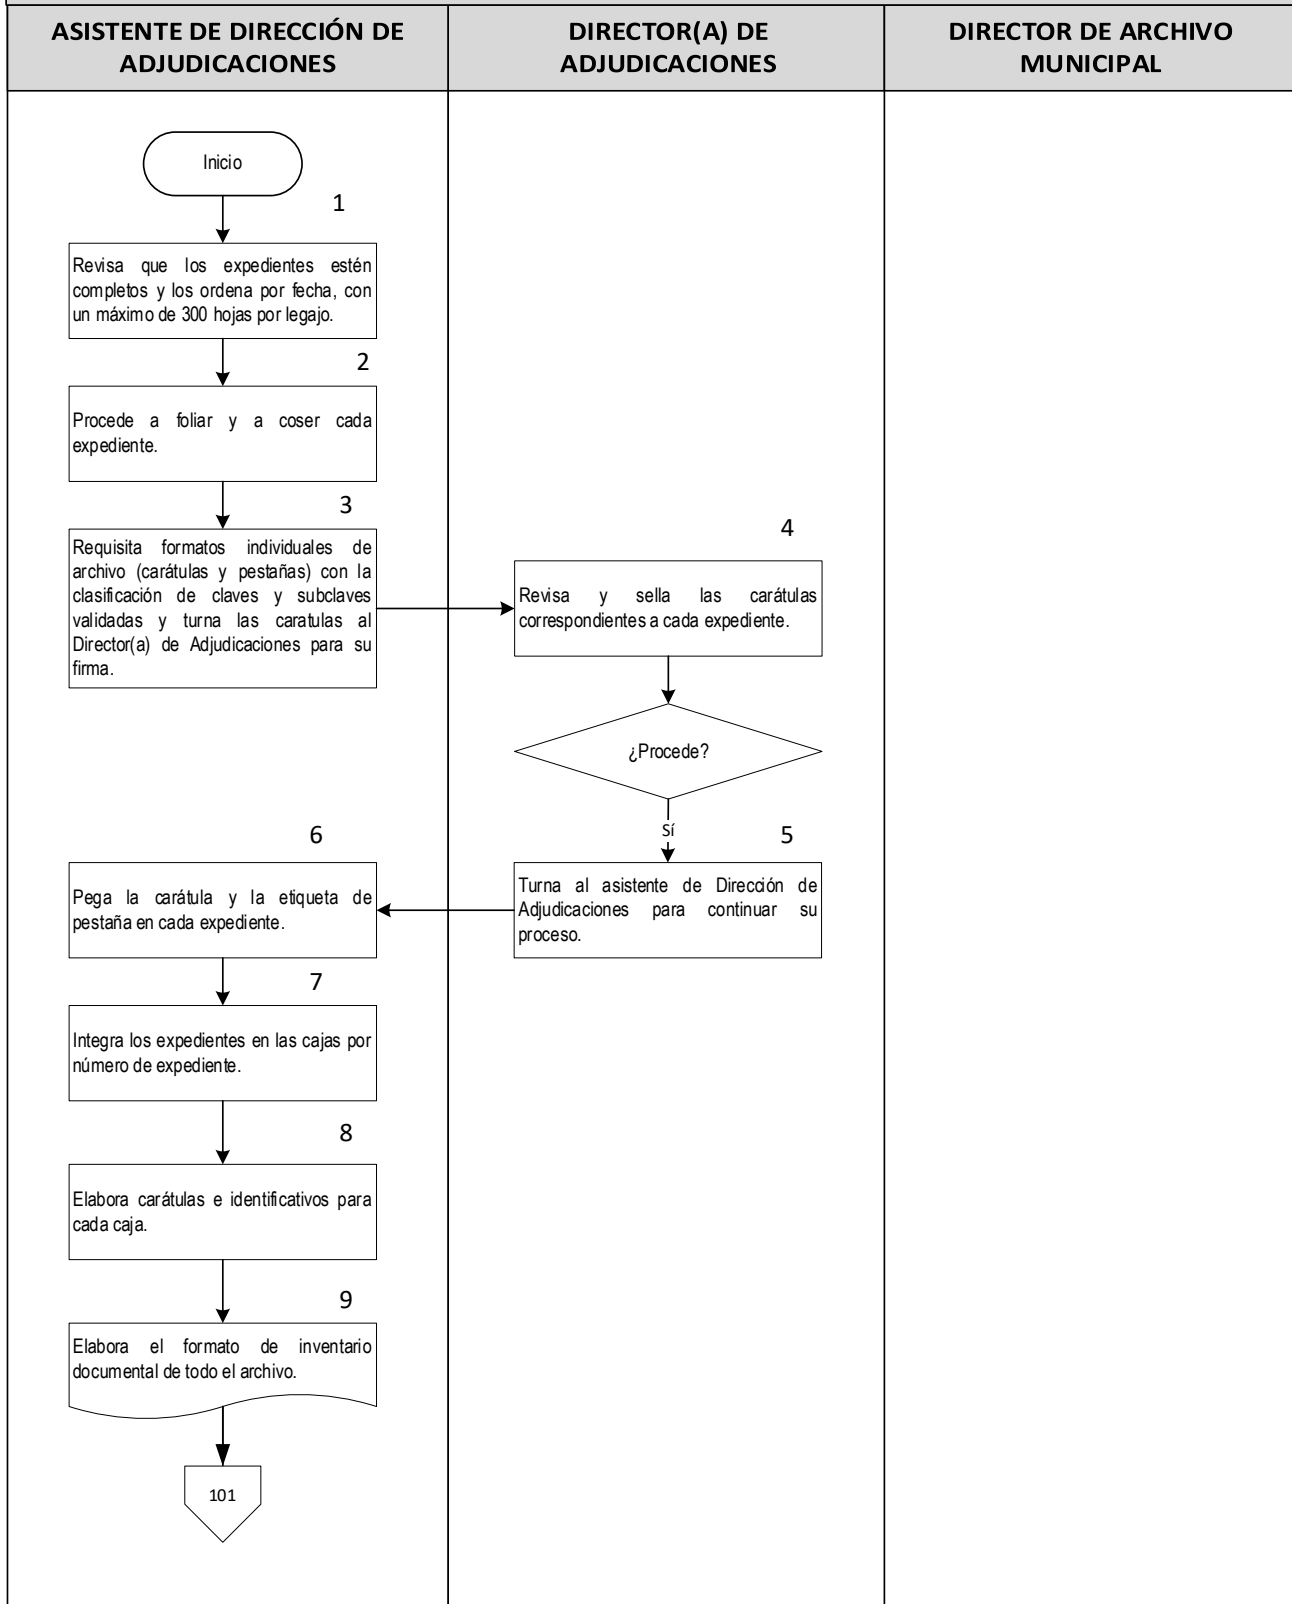 ASISTENTE DE DIRECCIÓN DE
ADJUDICACIONES
DIRECTOR(A) DE
ADJUDICACIONES
DIRECTOR DE ARCHIVO
MUNICIPAL
Inicio
1
Revisa que los expedientes estén
completos y los ordena por fecha, con
un máximo de 300 hojas por legajo.
2
Procede a foliar y a coser cada
expediente.
3
Requisita formatos individuales de
archivo (carátulas y pestañas) con la
clasificación de claves y subclaves
validadas y turna las caratulas al
Director(a) de Adjudicaciones para su
firma.
4
Revisa y sella las carátulas
correspondientes a cada expediente.
¿Procede?
Sí
5
Turna al asistente de Dirección de
Adjudicaciones para continuar su
proceso.
6
Pega la carátula y la etiqueta de
pestaña en cada expediente.
7
Integra los expedientes en las cajas por
número de expediente.
8
Elabora carátulas e identificativos para
cada caja.
9
Elabora el formato de inventario
documental de todo el archivo.
101